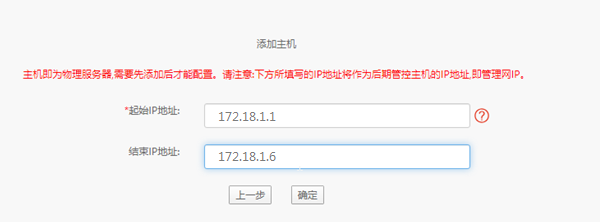 添加主机
主机即为物理服务器,需要先添加后才能配置。请注意:下方所填写的IP地址将作为后期管控主机的IP地址,即管理网IP。
*起始IP地址: 172.18.1.1 ?
结束IP地址: 172.18.1.6
上一步 确定